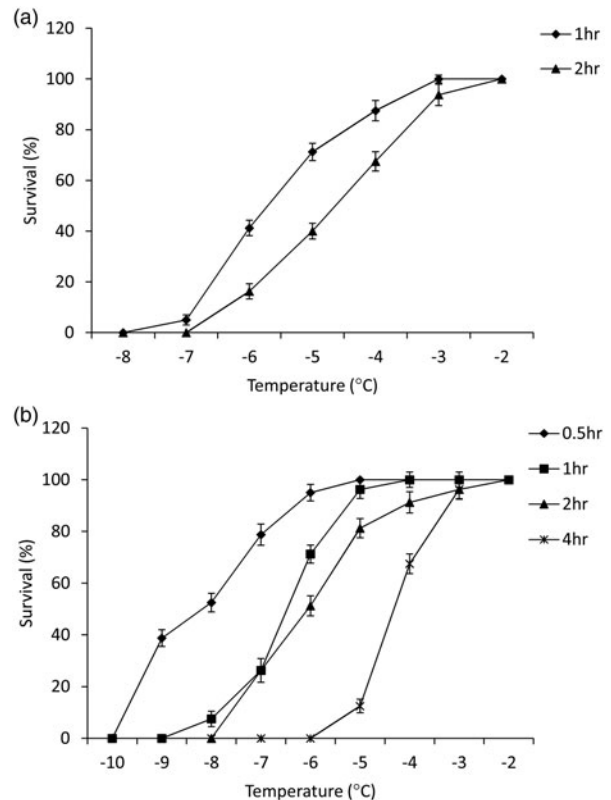 (a)
1hr
2hr
120
100
80
60
40
20
0
Survival (%)
-8 -7 -6 -5 -4 -3 -2
Temperature (°C)
(b)
0.5hr
1hr
2hr
4hr
120
100
80
60
40
20
0
Survival (%)
-10 -9 -8 -7 -6 -5 -4 -3 -2
Temperature (°C)